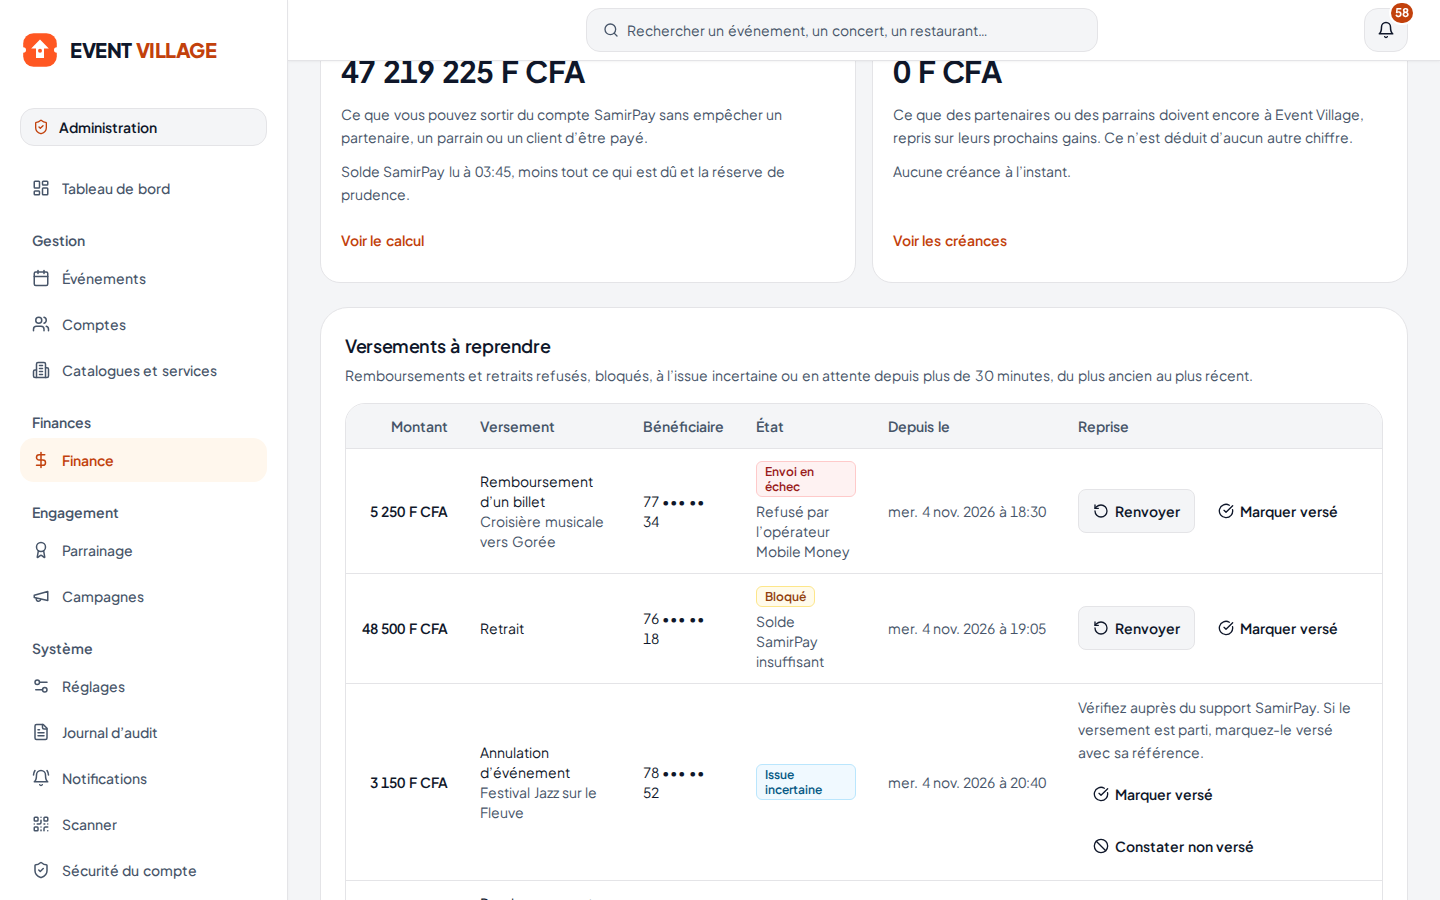 EVENT VILLAGE
Rechercher un événement, un concert, un restaurant…
58
Administration
Tableau de bord
Gestion
Événements
Comptes
Catalogues et services
Finances
Finance
Engagement
Parrainage
Campagnes
Système
Réglages
Journal d’audit
Notifications
Scanner
Sécurité du compte
47 219 225 F CFA
Ce que vous pouvez sortir du compte SamirPay sans empêcher un
partenaire, un parrain ou un client d’être payé.
Solde SamirPay lu à 03:45, moins tout ce qui est dû et la réserve de
prudence.
Voir le calcul
0 F CFA
Ce que des partenaires ou des parrains doivent encore à Event Village,
repris sur leurs prochains gains. Ce n’est déduit d’aucun autre chiffre.
Aucune créance à l’instant.
Voir les créances
Versements à reprendre
Remboursements et retraits refusés, bloqués, à l’issue incertaine ou en attente depuis plus de 30 minutes, du plus ancien au plus récent.
Montant Versement Bénéficiaire État Depuis le Reprise
5 250 F CFA
Remboursement
d’un billet
Croisière musicale
vers Gorée
77 ••• ••
34
Envoi en
échec
Refusé par
l’opérateur
Mobile Money
mer. 4 nov. 2026 à 18:30
Renvoyer
Marquer versé
48 500 F CFA
Retrait
76 ••• ••
18
Bloqué
Solde
SamirPay
insuffisant
mer. 4 nov. 2026 à 19:05
Renvoyer
Marquer versé
3 150 F CFA
Annulation
d’événement
Festival Jazz sur le
Fleuve
78 ••• ••
52
Issue
incertaine
mer. 4 nov. 2026 à 20:40
Vérifiez auprès du support SamirPay. Si le
versement est parti, marquez-le versé
avec sa référence.
Marquer versé
Constater non versé